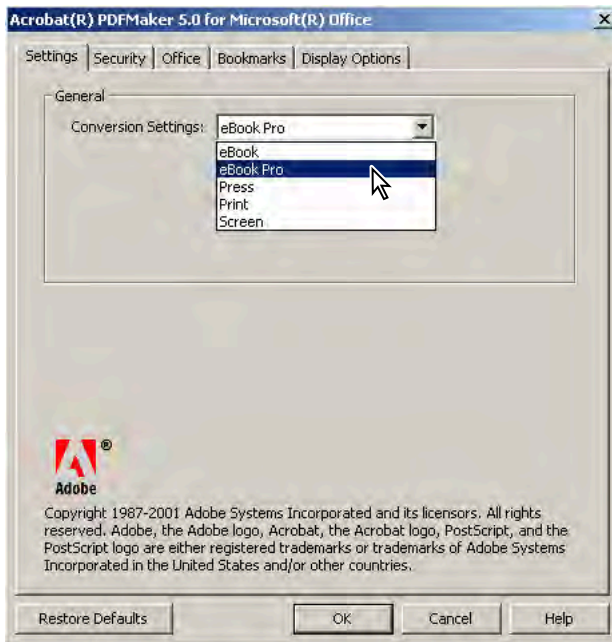 Acrobat(R) PDFMaker 5.0 for Microsoft(R) Office
Settings Security Office Bookmarks Display Options
General
Conversion Settings: eBook Pro
eBook
eBook Pro
Press
Print
Screen
®
Adobe
Copyright 1987-2001 Adobe Systems Incorporated and its licensors. All rights
reserved. Adobe, the Adobe logo, Acrobat, the Acrobat logo, PostScript, and the
PostScript logo are either registered trademarks or trademarks of Adobe Systems
Incorporated in the United States and/or other countries.
Restore Defaults OK Cancel Help